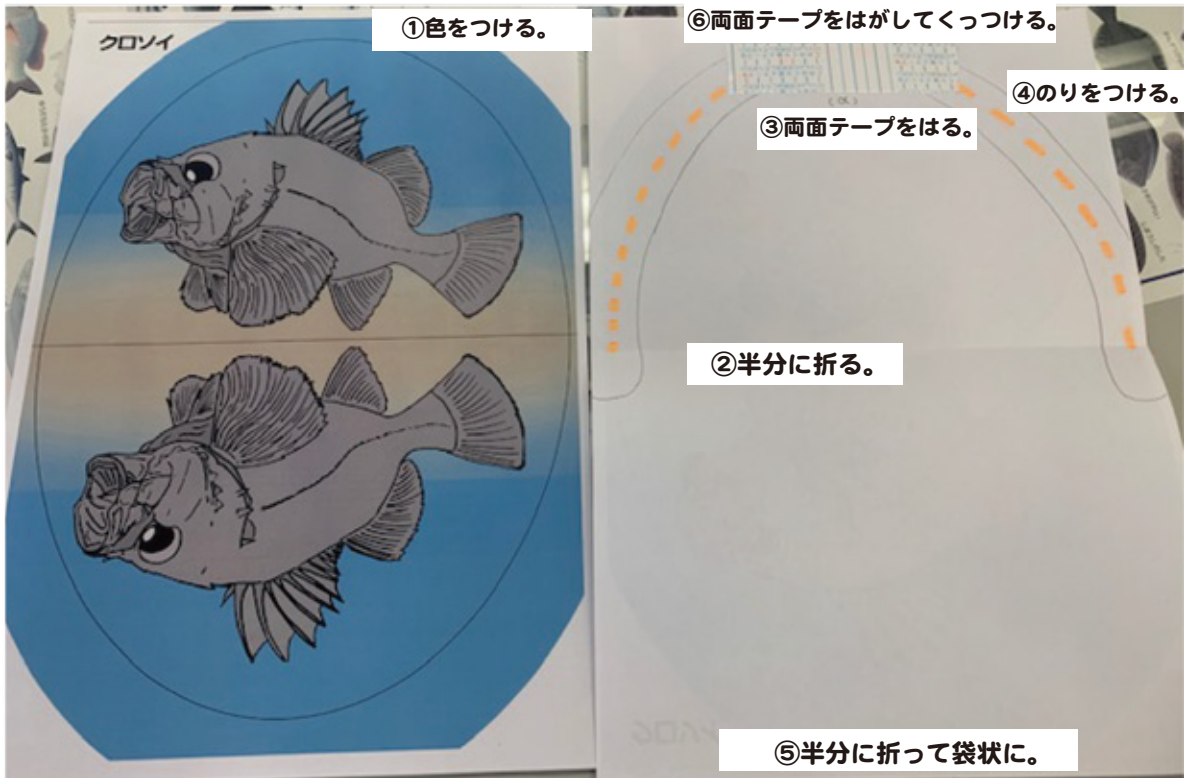 クロソイ
①色をつける。
⑥両面テープをはがしてくっつける。
④のりをつける。
③両面テープをはる。
②半分に折る。
⑤半分に折って袋状に。